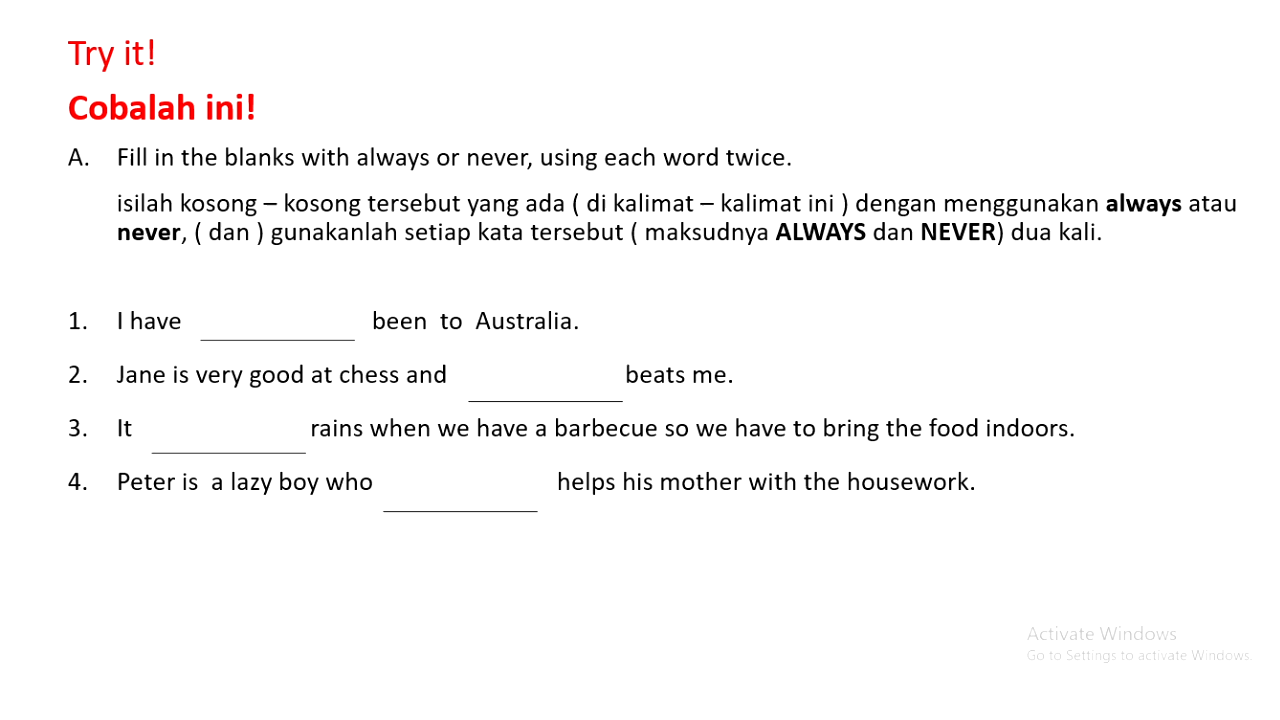 Try it!
Cobalah ini!
A. Fill in the blanks with always or never, using each word twice.
isilah kosong – kosong tersebut yang ada ( di kalimat – kalimat ini ) dengan menggunakan always atau
never, ( dan ) gunakanlah setiap kata tersebut ( maksudnya ALWAYS dan NEVER) dua kali.
1. I have ____________ been to Australia.
2. Jane is very good at chess and ____________ beats me.
3. It ____________ rains when we have a barbecue so we have to bring the food indoors.
4. Peter is a lazy boy who ____________ helps his mother with the housework.
Activate Windows
Go to Settings to activate Windows.